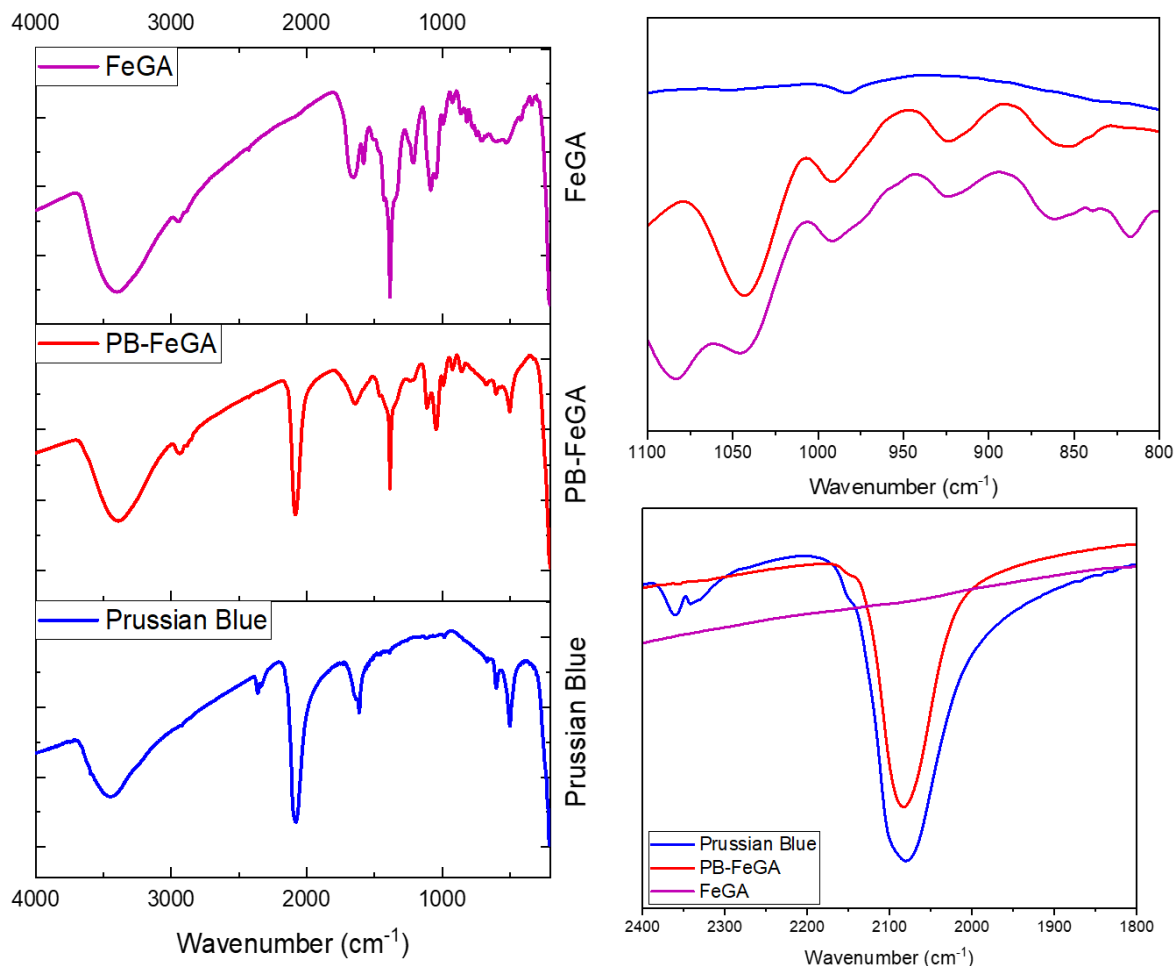 4000 3000 2000 1000
FeGA
FeGA
PB-FeGA
PB-FeGA
Prussian Blue
Prussian Blue
4000 3000 2000 1000
Wavenumber (cm⁻¹)
1100 1050 1000 950 900 850 800
Wavenumber (cm⁻¹)
Prussian Blue
PB-FeGA
FeGA
2400 2300 2200 2100 2000 1900 1800
Wavenumber (cm⁻¹)